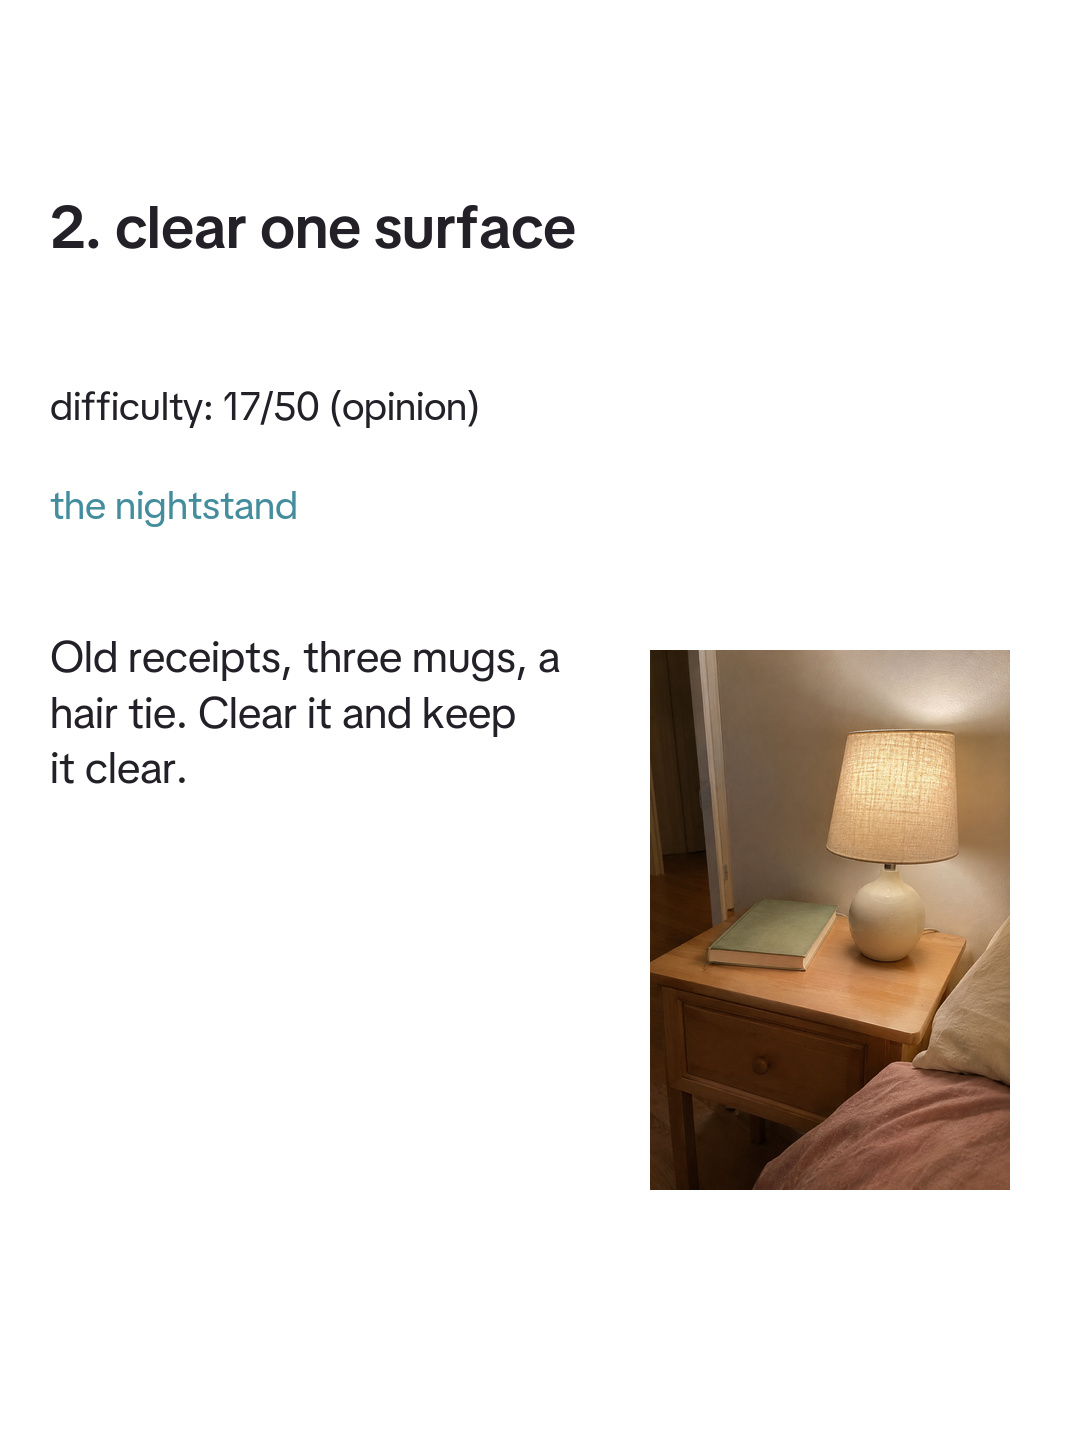 2. clear one surface
difficulty: 17/50 (opinion)
the nightstand
Old receipts, three mugs, a
hair tie. Clear it and keep
it clear.